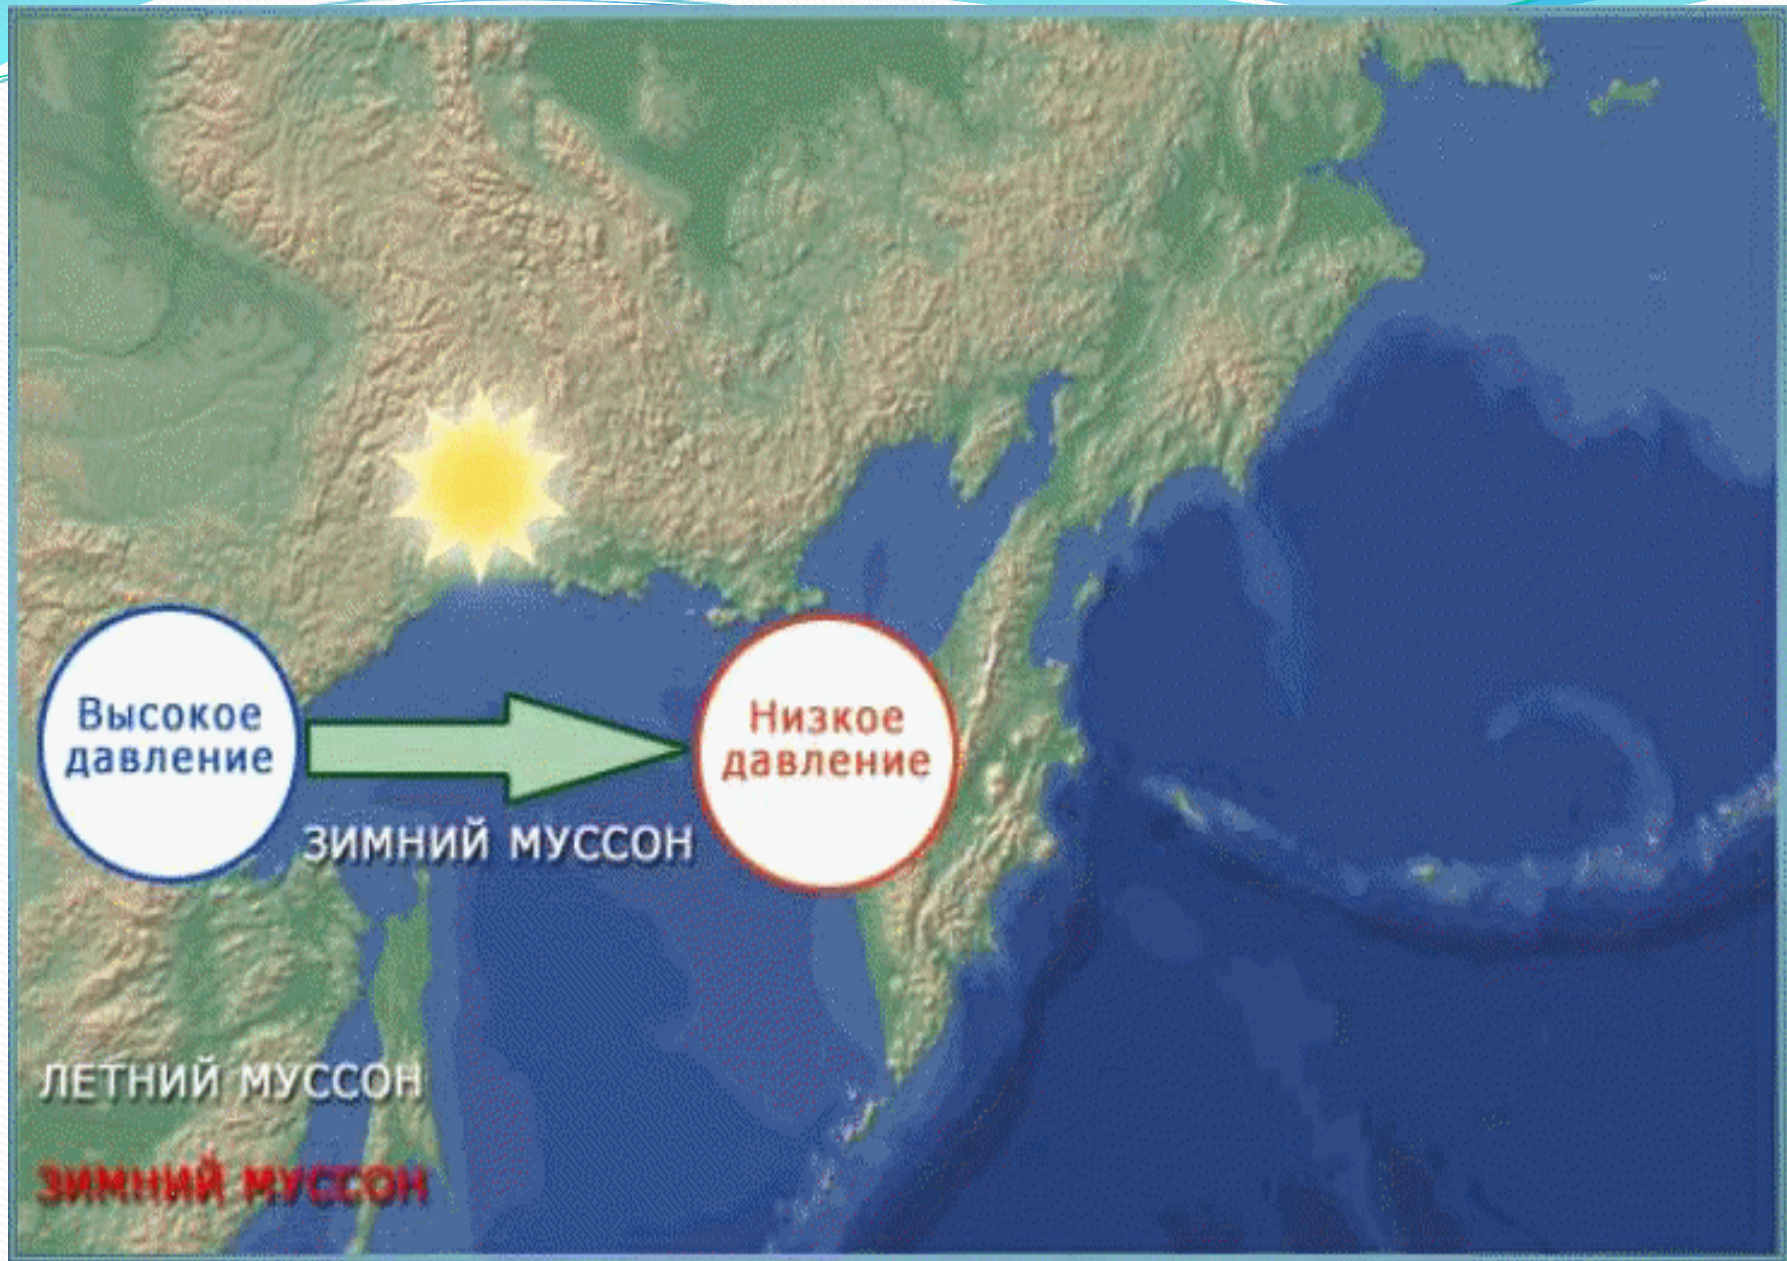 Высокое
давление
Низкое
давление
ЗИМНИЙ МУССОН
ЛЕТНИЙ МУССОН
ЗИМНИЙ МУССОН